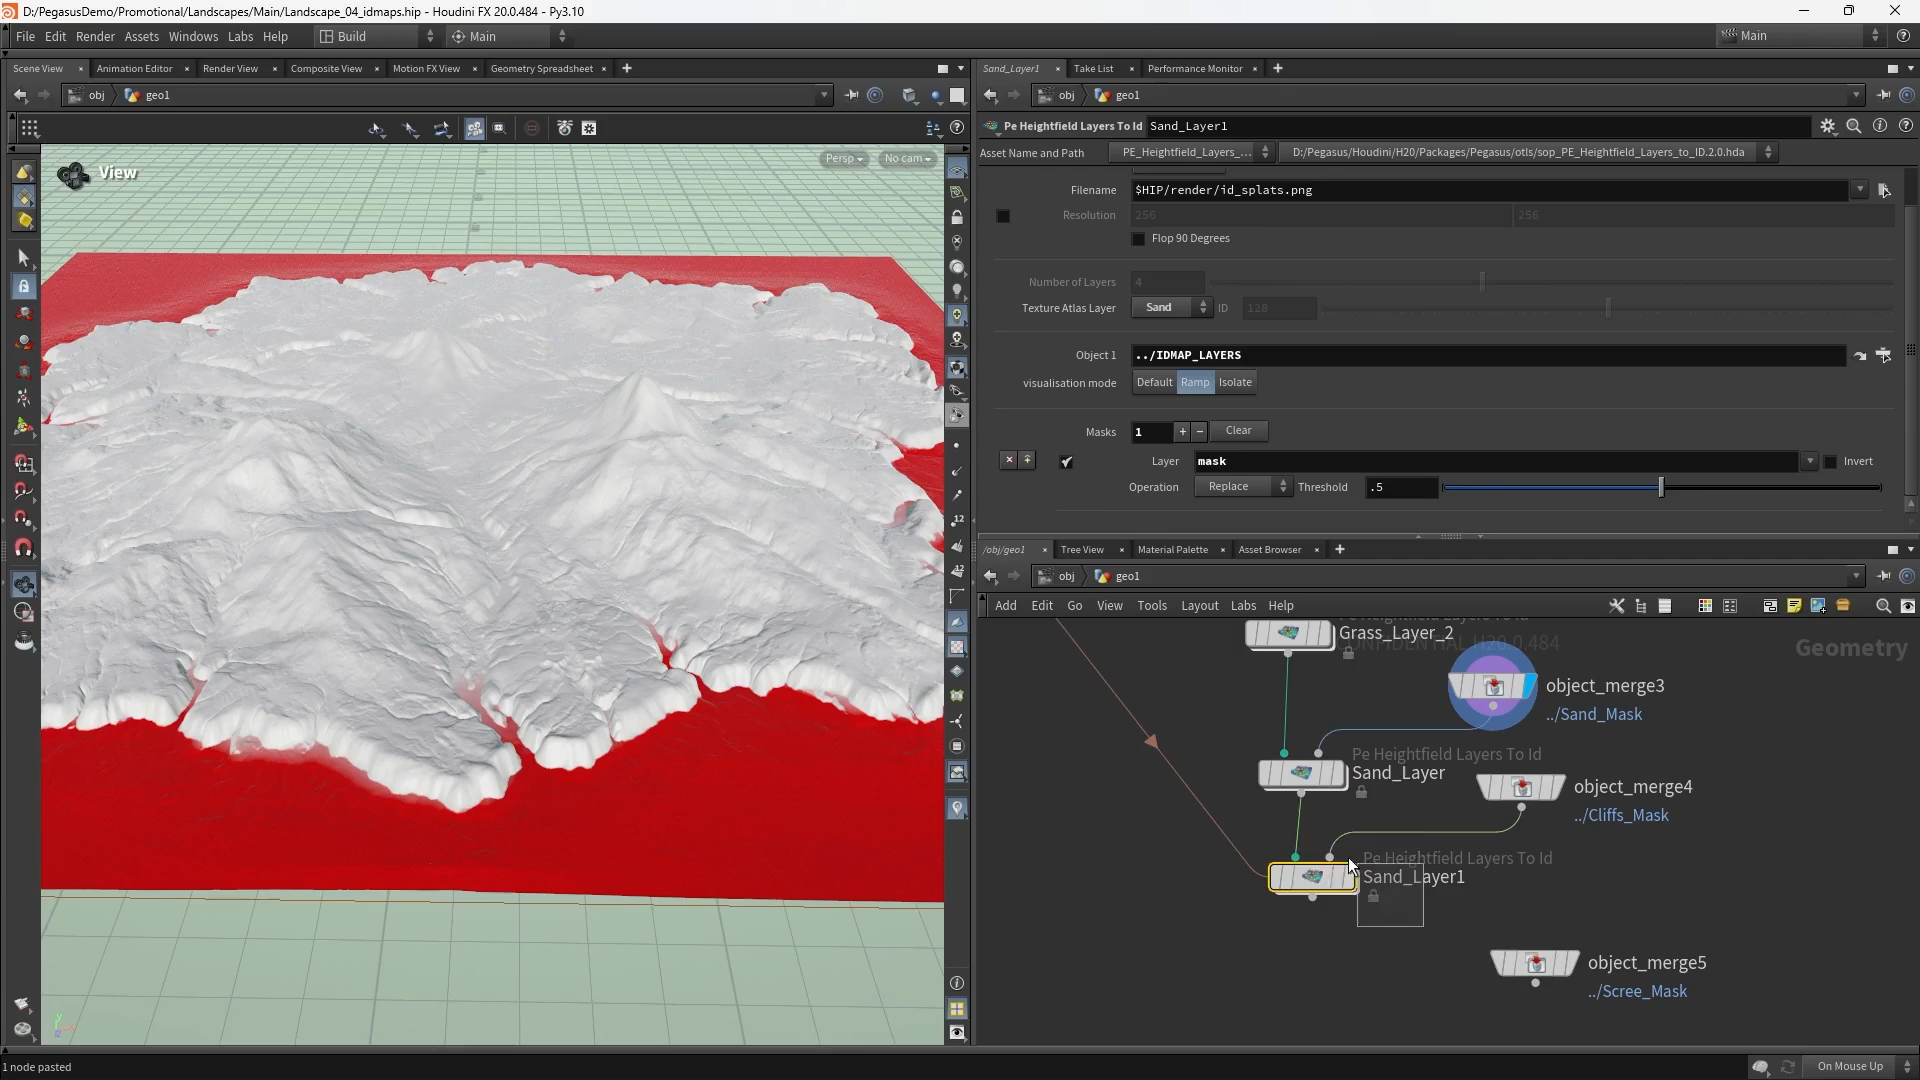 D:/PegasusDemo/Promotional/Landscapes/Main/Landscape_04_idmaps.hip - Houdini FX 20.0.484 - Py3.10
File Edit Render Assets Windows Labs Help Build Main Main
Scene View Animation Editor Render View Composite View Motion FX View Geometry Spreadsheet
obj geo1
View
Persp No cam
12
12
Sand_Layer1 Take List Performance Monitor
obj geo1
Pe Heightfield Layers To Id Sand_Layer1
Asset Name and Path PE_Heightfield_Layers_... D:/Pegasus/Houdini/H20/Packages/Pegasus/otls/sop_PE_Heightfield_Layers_to_ID.2.0.hda
Filename $HIP/render/id_splats.png
Resolution 256 256
Flop 90 Degrees
Number of Layers 4
Texture Atlas Layer Sand ID 128
Object 1 ../IDMAP_LAYERS
visualisation mode Default Ramp Isolate
Masks 1 + - Clear
Layer mask Invert
Operation Replace Threshold .5
/obj/geo1 Tree View Material Palette Asset Browser
obj geo1
Add Edit Go View Tools Layout Labs Help
Grass_Layer_2
CONFIDENTIAL H20.0.484
Geometry
object_merge3
../Sand_Mask
Pe Heightfield Layers To Id
Sand_Layer
object_merge4
../Cliffs_Mask
Pe Heightfield Layers To Id
Sand_Layer1
object_merge5
../Scree_Mask
1 node pasted
On Mouse Up